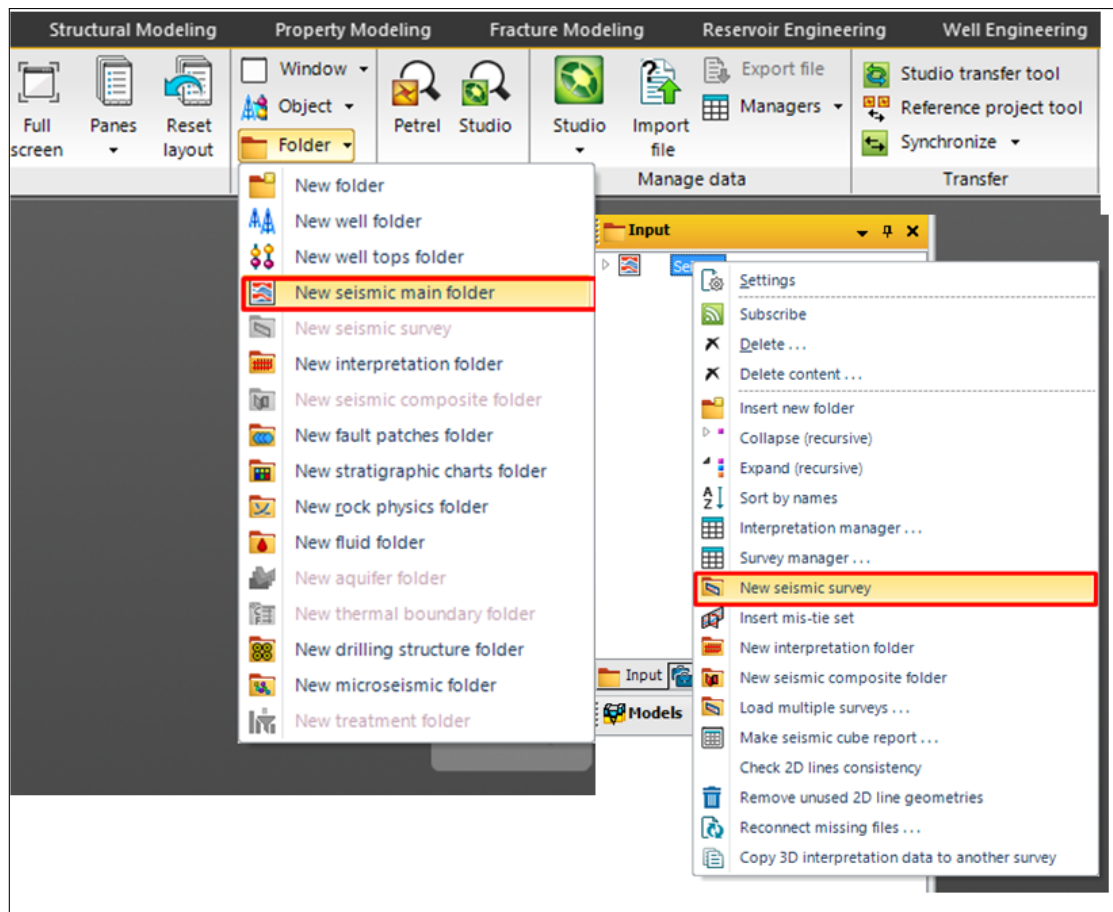 Structural Modeling Property Modeling Fracture Modeling Reservoir Engineering Well Engineering
Full screen
Panes
Reset layout
Window
Object
Folder
Petrel
Studio
Studio
Import file
Export file
Managers
Studio transfer tool
Reference project tool
Synchronize
Manage data
Transfer
New folder
New well folder
New well tops folder
New seismic main folder
New seismic survey
New interpretation folder
New seismic composite folder
New fault patches folder
New stratigraphic charts folder
New rock physics folder
New fluid folder
New aquifer folder
New thermal boundary folder
New drilling structure folder
New microseismic folder
New treatment folder
Input
Settings
Subscribe
Delete ...
Delete content ...
Insert new folder
Collapse (recursive)
Expand (recursive)
Sort by names
Interpretation manager ...
Survey manager ...
New seismic survey
Insert mis-tie set
New interpretation folder
New seismic composite folder
Load multiple surveys ...
Make seismic cube report ...
Check 2D lines consistency
Remove unused 2D line geometries
Reconnect missing files ...
Copy 3D interpretation data to another survey
Input
Models